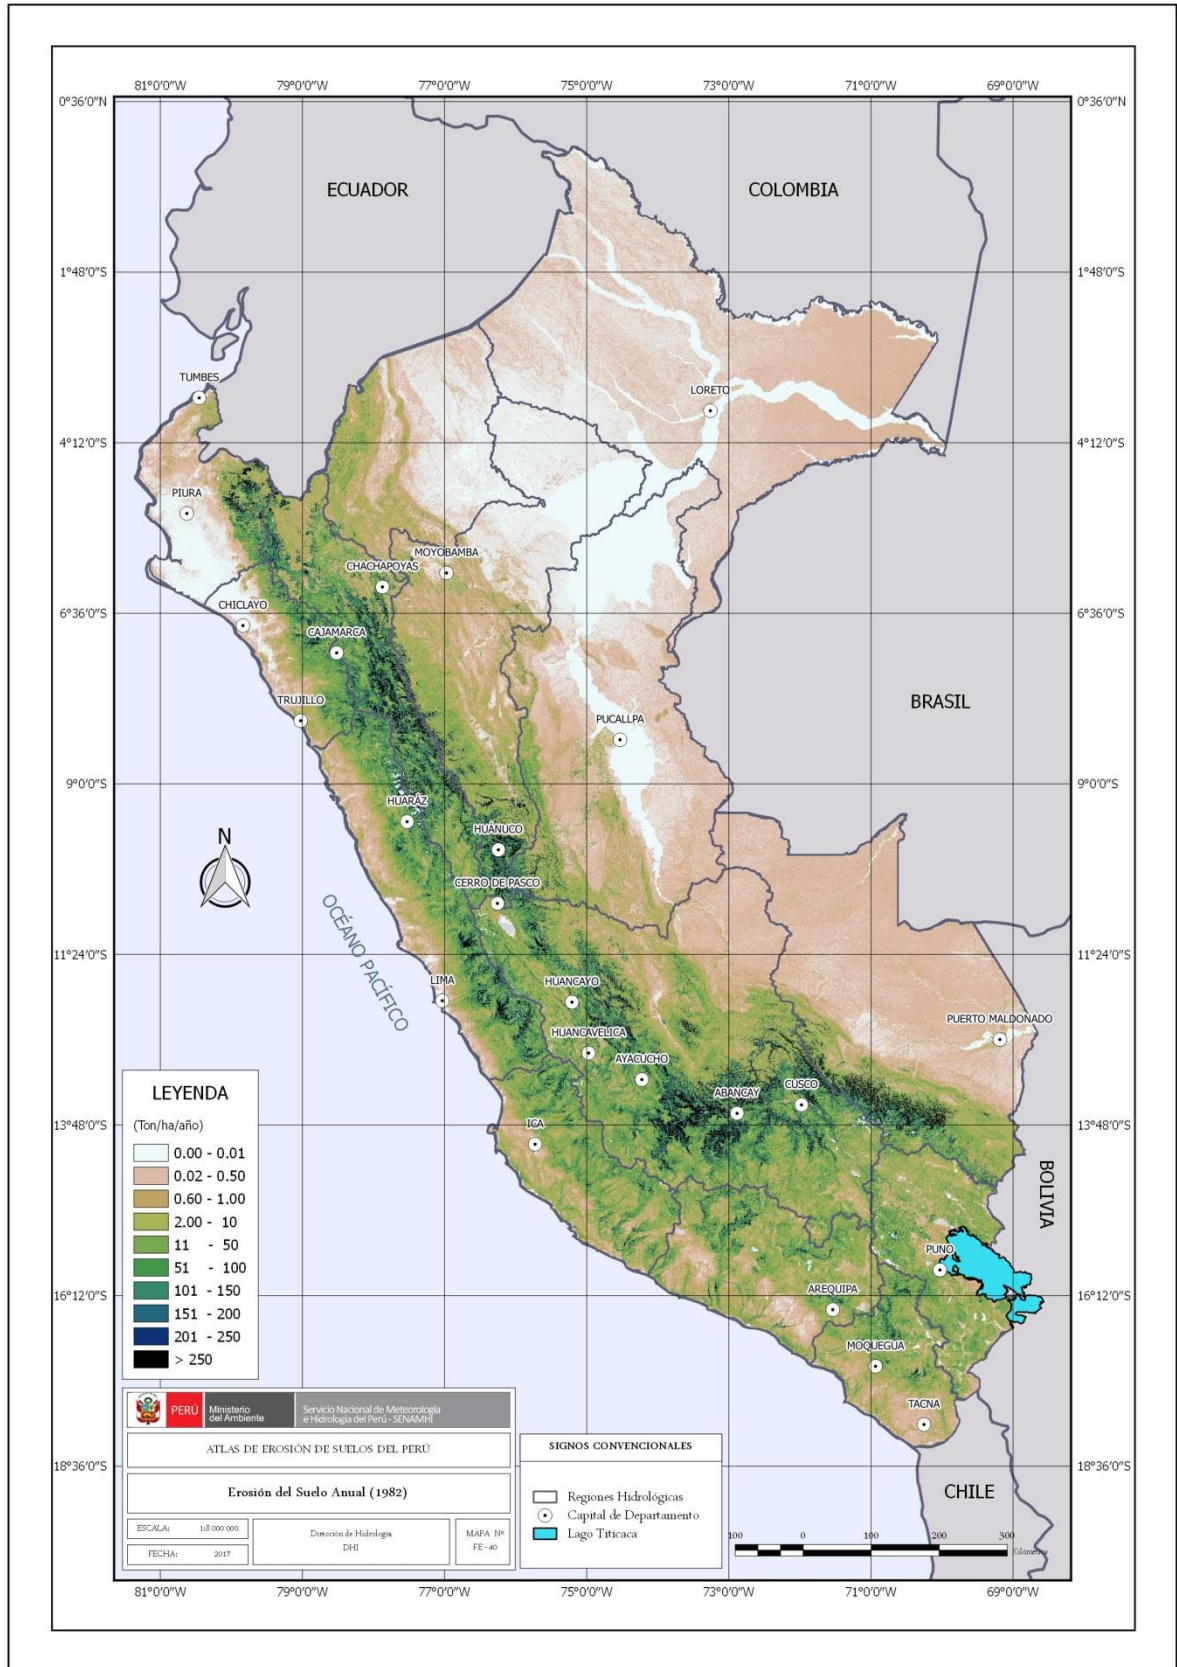 81°0'0"W 79°0'0"W 77°0'0"W 75°0'0"W 73°0'0"W 71°0'0"W 69°0'0"W
0°36'0"N 0°36'0"N
ECUADOR COLOMBIA
1°48'0"S 1°48'0"S
TUMBES
LORETO
4°12'0"S 4°12'0"S
PIURA
MOYOBAMBA
CHACHAPOYAS
6°36'0"S 6°36'0"S
CHICLAYO
CAJAMARCA
TRUJILLO
BRASIL
PUCALLPA
9°0'0"S 9°0'0"S
HUARÁZ
N
HUÁNUCO
CERRO DE PASCO
OCÉANO PACÍFICO
11°24'0"S 11°24'0"S
LIMA
HUANCAYO
PUERTO MALDONADO
HUANCAVELICA
AYACUCHO
ABANCAY
CUSCO
ICA
13°48'0"S 13°48'0"S
BOLIVIA
PUNO
AREQUIPA
16°12'0"S 16°12'0"S
MOQUEGUA
TACNA
18°36'0"S 18°36'0"S
CHILE
LEYENDA
(Ton/ha/año)
0.00 - 0.01
0.02 - 0.50
0.60 - 1.00
2.00 - 10
11 - 50
51 - 100
101 - 150
151 - 200
201 - 250
> 250
PERÚ
Ministerio
del Ambiente
Servicio Nacional de Meteorología
e Hidrología del Perú - SENAMHI
ATLAS DE EROSIÓN DE SUELOS DEL PERÚ
Erosión del Suelo Anual (1982)
ESCALA: 1:8 000 000
FECHA: 2017
Dirección de Hidrología
DHI
MAPA Nº
FE - 40
SIGNOS CONVENCIONALES
Regiones Hidrológicas
Capital de Departamento
Lago Titicaca
100 0 100 200 300
Kilómetros
81°0'0"W 79°0'0"W 77°0'0"W 75°0'0"W 73°0'0"W 71°0'0"W 69°0'0"W